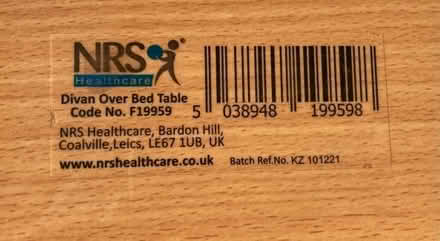 NRS
Healthcare
Divan Over Bed Table
Code No. F19959
5 038948 199598
NRS Healthcare, Bardon Hill,
Coalville,Leics, LE67 1UB, UK
www.nrshealthcare.co.uk Batch Ref.No. KZ 101221